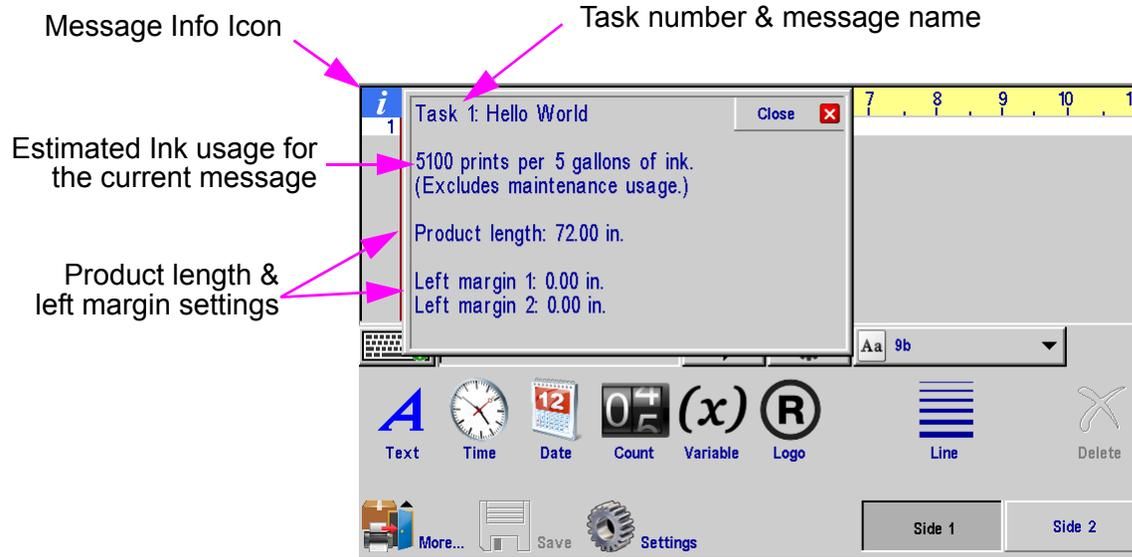 Message Info Icon
Task number & message name
i
Task 1: Hello World
Close
7 8 9 10 1
1
Estimated Ink usage for
the current message
5100 prints per 5 gallons of ink.
(Excludes maintenance usage.)
Product length: 72.00 in.
Product length &
left margin settings
Left margin 1: 0.00 in.
Left margin 2: 0.00 in.
Aa 9b
A
12
0
(x)
R
Text Time Date Count Variable Logo Line Delete
More... Save Settings Side 1 Side 2